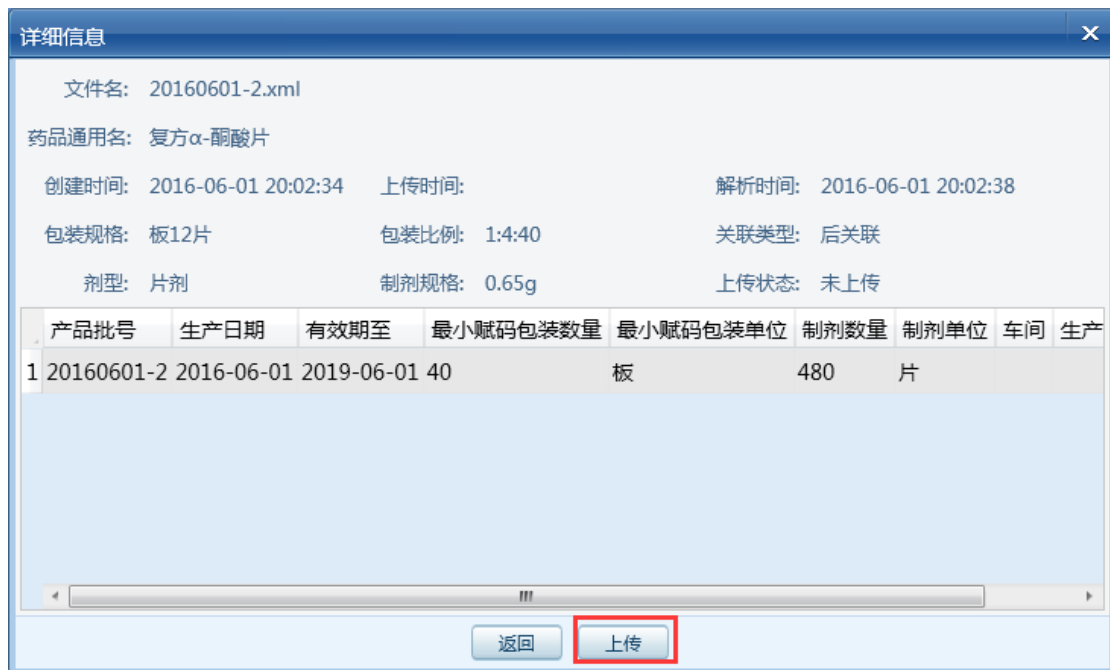 详细信息
文件名: 20160601-2.xml
药品通用名: 复方α-酮酸片
创建时间: 2016-06-01 20:02:34 上传时间: 解析时间: 2016-06-01 20:02:38
包装规格: 板12片 包装比例: 1:4:40 关联类型: 后关联
剂型: 片剂 制剂规格: 0.65g 上传状态: 未上传
产品批号 生产日期 有效期至 最小赋码包装数量 最小赋码包装单位 制剂数量 制剂单位 车间 生产
1 20160601-2 2016-06-01 2019-06-01 40 板 480 片
返回 上传